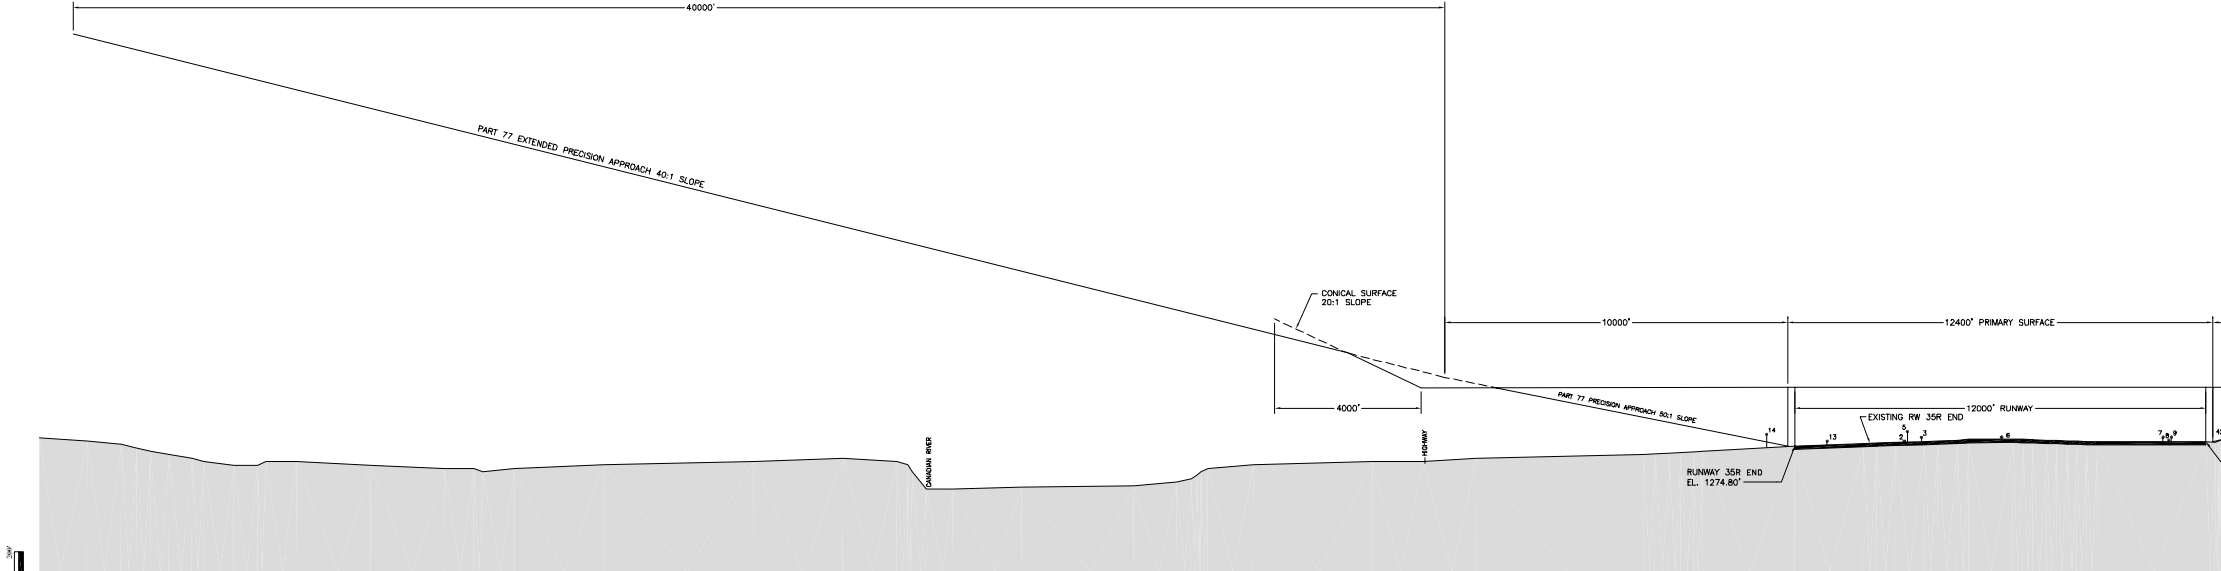 40000'
PART 77 EXTENDED PRECISION APPROACH 40:1 SLOPE
CONICAL SURFACE
20:1 SLOPE
10000'
12400' PRIMARY SURFACE
4000'
PART 77 PRECISION APPROACH 50:1 SLOPE
12000' RUNWAY
EXISTING RW 35R END
14
13
5
2
3
6
7
8
9
CANADIAN RIVER
HIGHWAY
RUNWAY 35R END
EL. 1274.80'